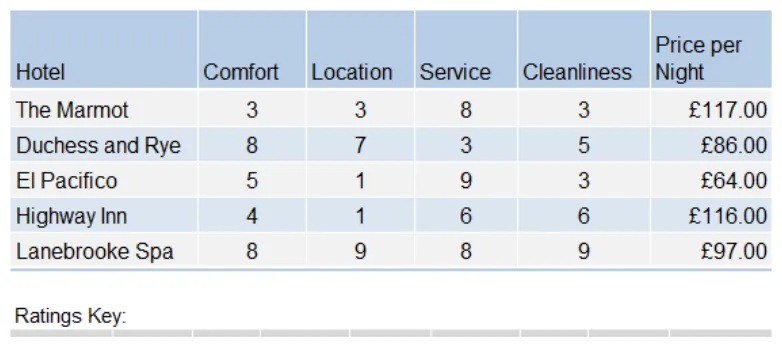 Hotel Comfort Location Service Cleanliness Price per Night
The Marmot 3 3 8 3 £117.00
Duchess and Rye 8 7 3 5 £86.00
El Pacifico 5 1 9 3 £64.00
Highway Inn 4 1 6 6 £116.00
Lanebrooke Spa 8 9 8 9 £97.00
Ratings Key: